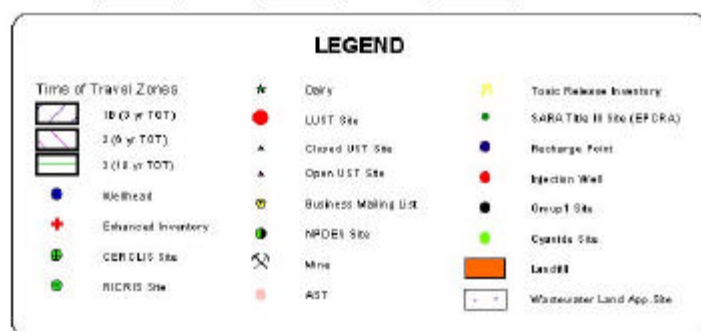 LEGEND
Time of Travel Zones
1B (3 yr TOT)
2 (6 yr TOT)
3 (10 yr TOT)
Wellhead
Enhanced Inventory
CERCLIS Site
RICRIS Site
Dairy
LUST Site
Closed UST Site
Open UST Site
Business Mailing List
NPDES Site
Mine
AST
Toxic Release Inventory
SARA Title III Site (EPCRA)
Recharge Point
Injection Well
Group1 Site
Cyanide Site
Landfill
Wastewater Land App. Site